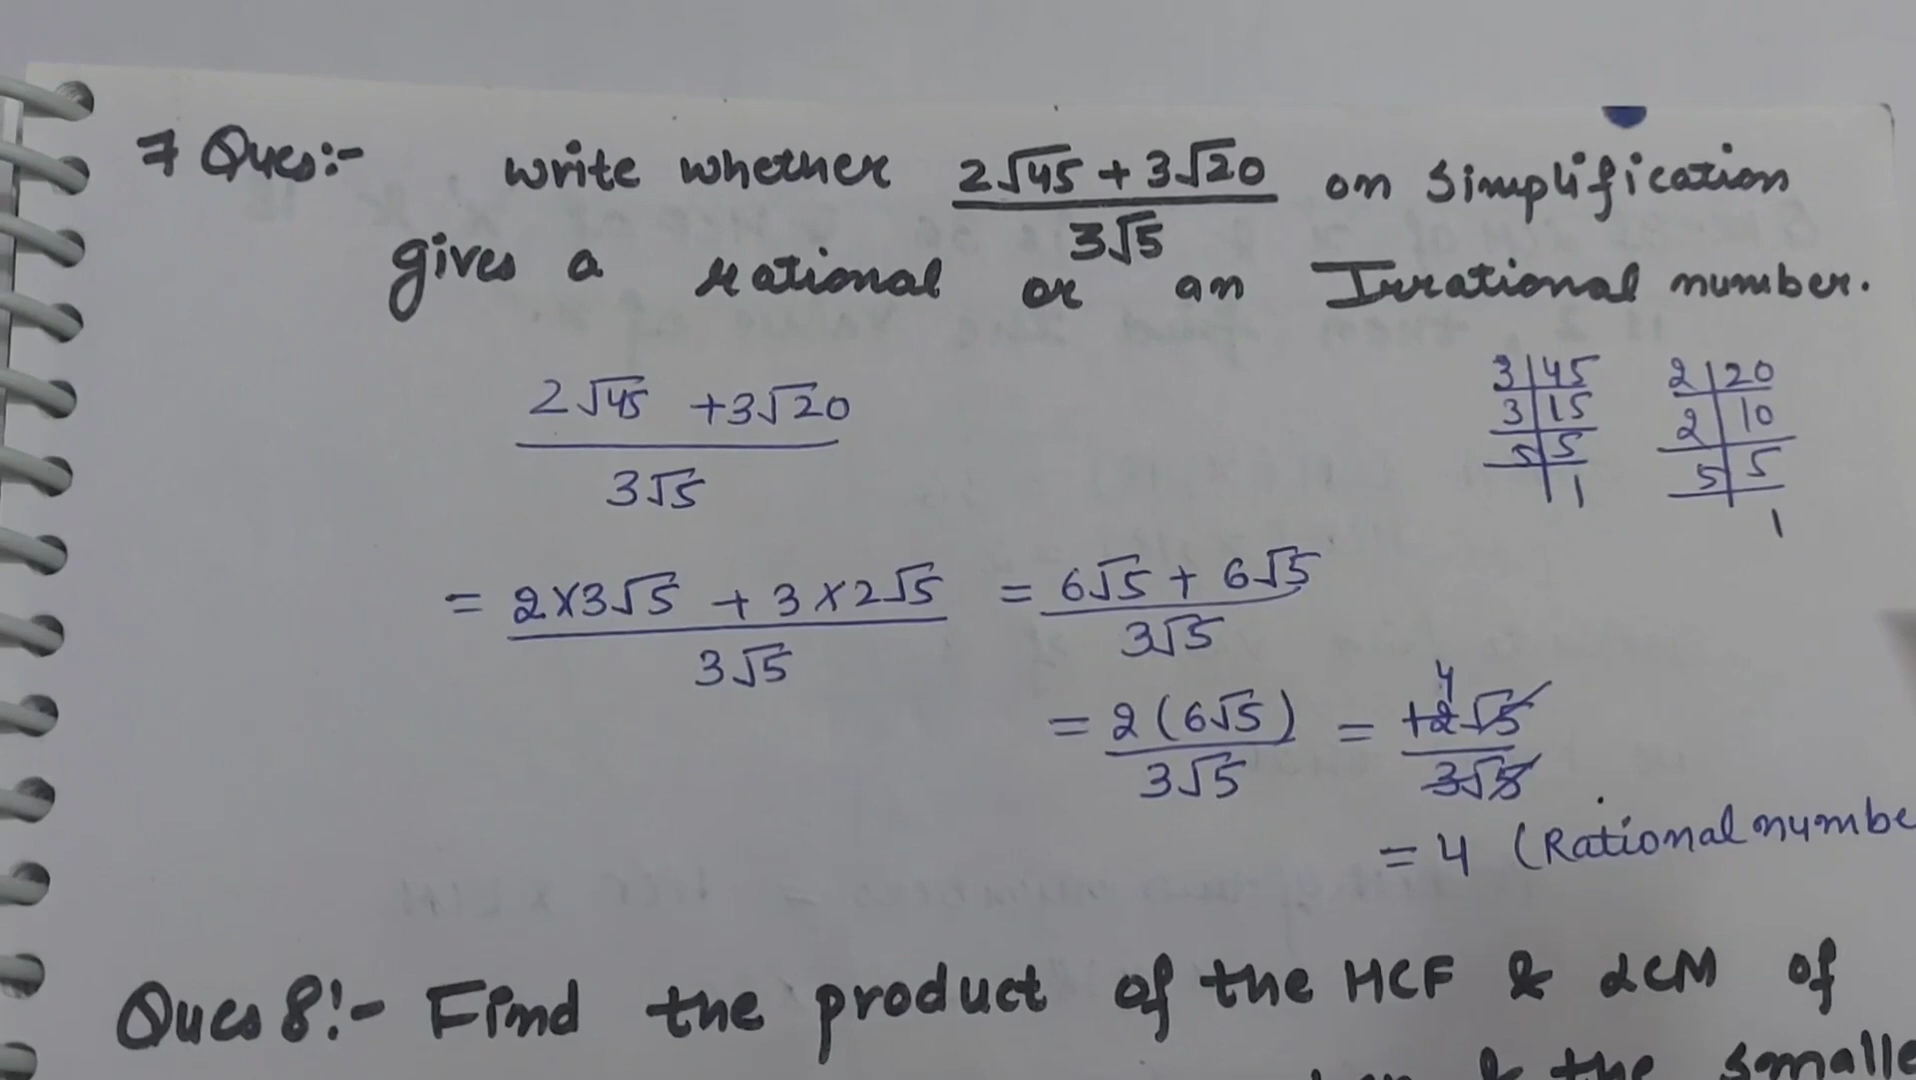 7 Ques:- write whether (2√45 + 3√20)/(3√5) on simplification
gives a rational or an Irrational number.
3|45 2|20
3|15 2|10
5|5 5|5
1 1
(2√45 + 3√20)/(3√5)
= (2×3√5 + 3×2√5)/(3√5) = (6√5 + 6√5)/(3√5)
= 2(6√5)/(3√5) = 12√5/(3√5) 4
= 4 (Rational numbe
Ques 8:- Find the product of the HCF & LCM of
& the smalle